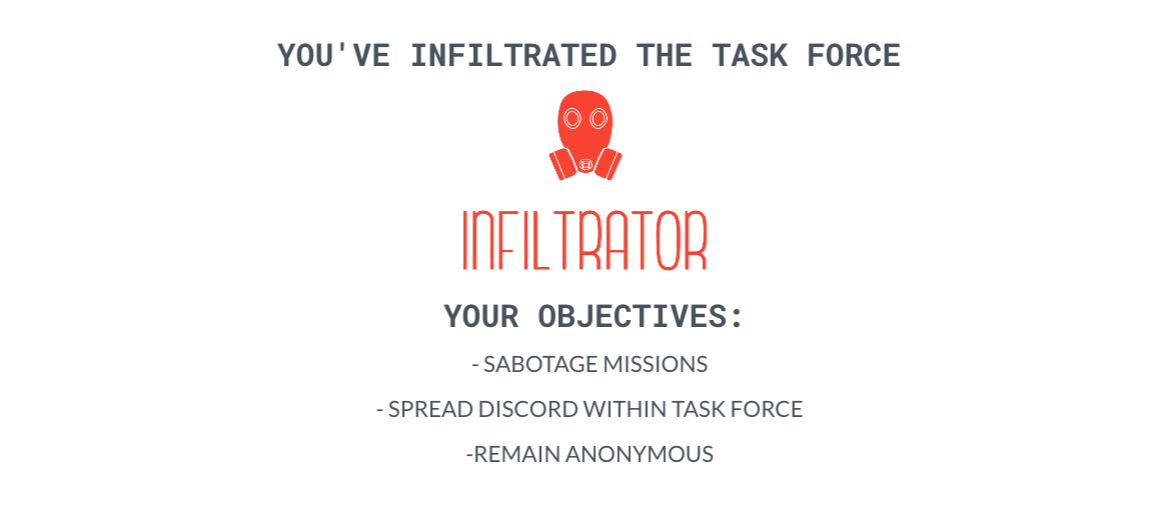 YOU'VE INFILTRATED THE TASK FORCE
INFILTRATOR
YOUR OBJECTIVES:
- SABOTAGE MISSIONS
- SPREAD DISCORD WITHIN TASK FORCE
-REMAIN ANONYMOUS